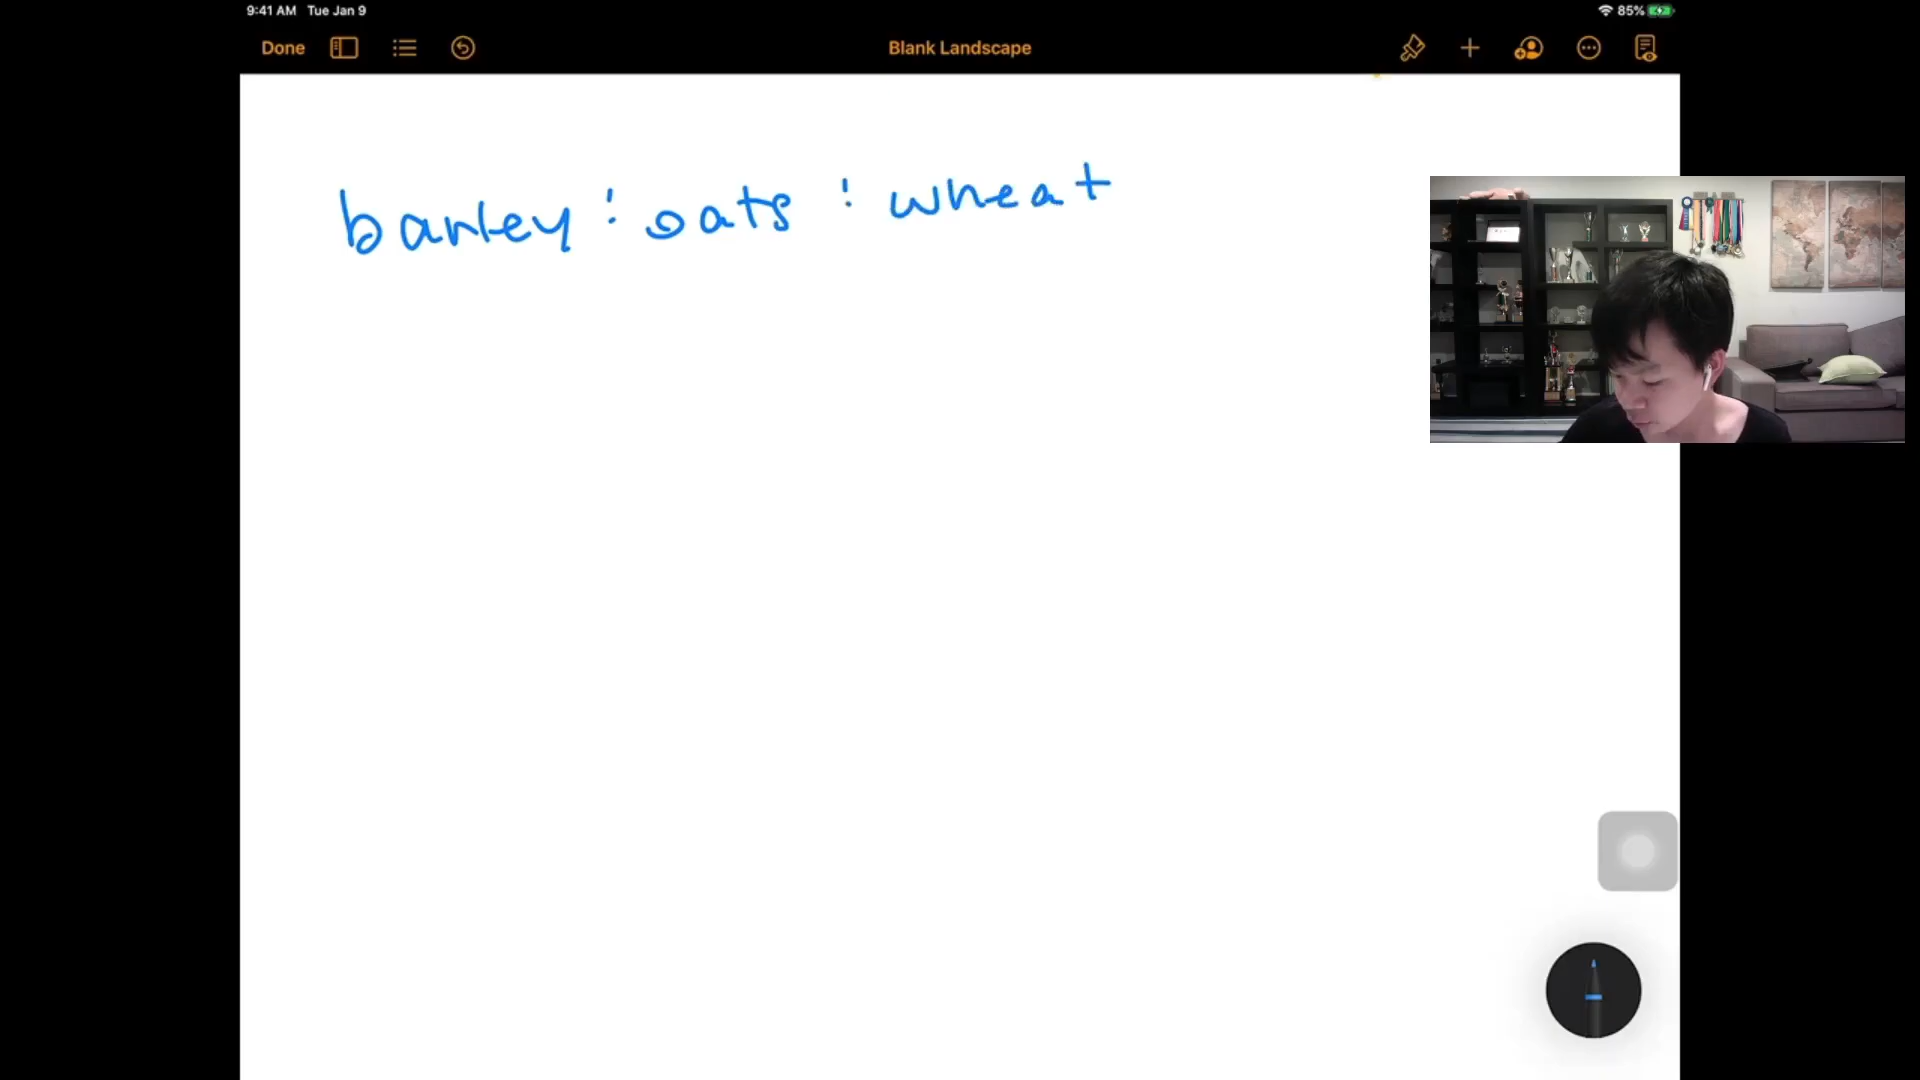 9:41 AM Tue Jan 9
85%
Done
Blank Landscape
barley : oats : wheat